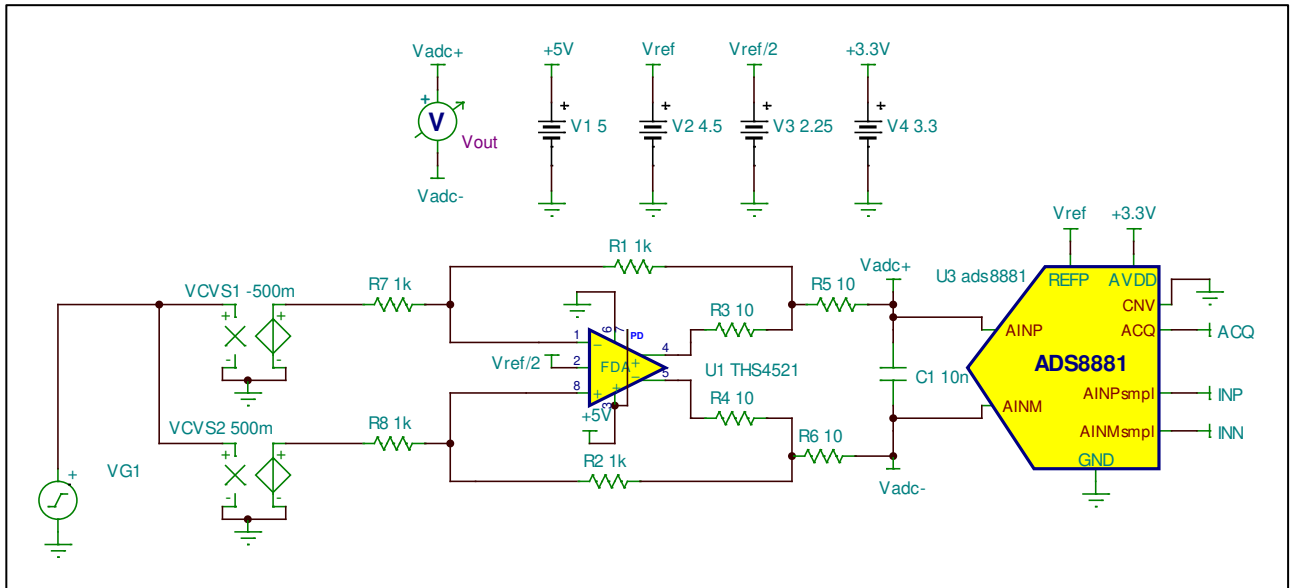 Vadc+
+5V
Vref
Vref/2
+3.3V
+
V
Vout
+
V1 5
+
V2 4.5
+
V3 2.25
+
V4 3.3
Vadc-
Vref
+3.3V
R1 1k
Vadc+
U3 ads8881
REFP
AVDD
VCVS1 -500m
R7 1k
R5 10
CNV
+
+
-
-
R3 10
ACQ
ACQ
AINP
6
7
PD
1
−
4
Vref/2
2
FDA
+
−
5
U1 THS4521
C1 10n
ADS8881
8
+
+
3
+5V
R4 10
AINPsmpl
INP
AINM
VCVS2 500m
R8 1k
AINMsmpl
INN
+
+
-
-
R2 1k
R6 10
GND
VG1
+
Vadc-